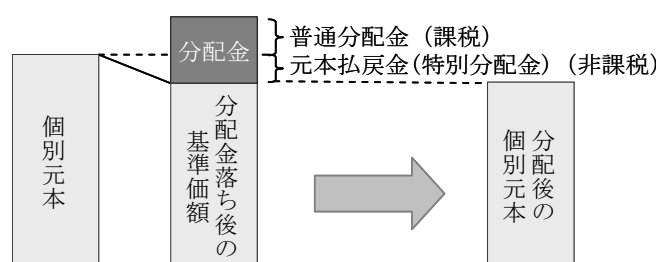 分配金
普通分配金（課税）
元本払戻金（特別分配金）（非課税）
個別元本
分配金落ち後の
基準価額
分配後の
個別元本